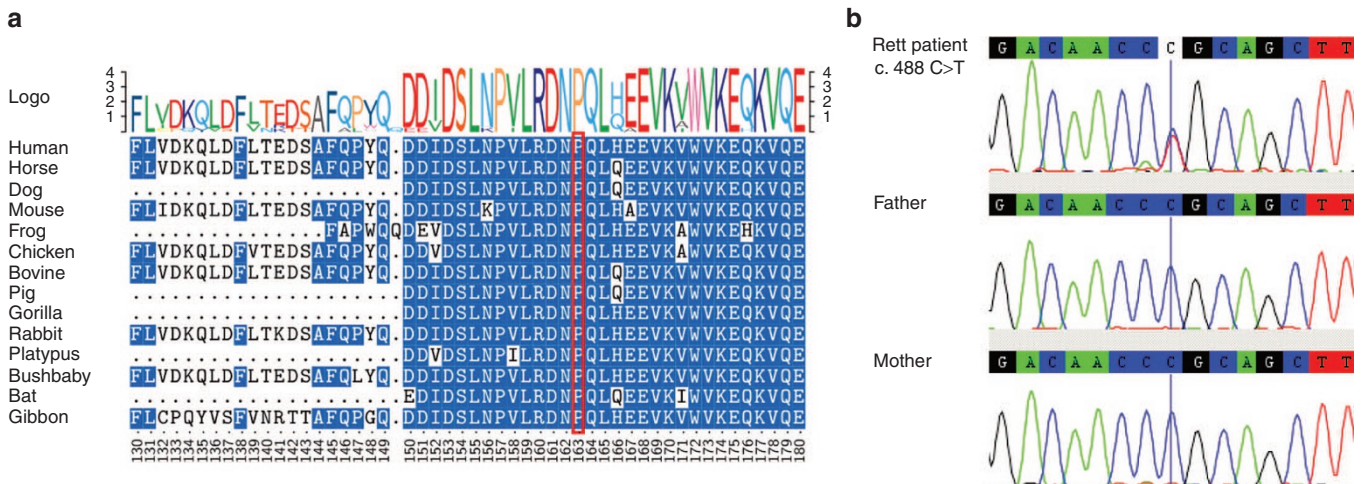 a
Logo
4
3
2
1
FLVDKQLDFLTEDSAFQPYQ DDIDSLNPVLRDNPQLHEEVKVWVKEQKVQE
4
3
2
1
Human FLVDKQLDFLTEDSAFQPYQ.DDIDSLNPVLRDNPQLHEEVKVWVKEQKVQE
Horse FLVDKQLDFLTEDSAFQPYQ.DDIDSLNPVLRDNPQLQEEVKVWVKEQKVQE
Dog .....................DDIDSLNPVLRDNPQLQEEVKVWVKEQKVQE
Mouse FLIDKQLDFLTEDSAFQPYQ.DDIDSLKPVLRDNPQLHAEVKVWVKEQKVQE
Frog ...............FAPWQQDEVDSLNPVLRDNPQLHEEVKAWVKEHKVQE
Chicken FLVDKQLDFVTEDSAFQPYQ.DDVDSLNPVLRDNPQLHEEVKAWVKEQKVQE
Bovine FLVDKQLDFLTEDSAFQPYQ.DDIDSLNPVLRDNPQLQEEVKVWVKEQKVQE
Pig .....................DDIDSLNPVLRDNPQLQEEVKVWVKEQKVQE
Gorilla .....................DDIDSLNPVLRDNPQLHEEVKVWVKEQKVQE
Rabbit FLVDKQLDFLTKDSAFQPYQ.DDIDSLNPVLRDNPQLHEEVKVWVKEQKVQE
Platypus .....................DDVDSLNPILRDNPQLHEEVKVWVKEQKVQE
Bushbaby FLVDKQLDFLTEDSAFQLYQ.DDIDSLNPVLRDNPQLHEEVKVWVKEQKVQE
Bat .....................EDIDSLNPVLRDNPQLQEEVKIWVKEQKVQE
Gibbon FLCPQYVSFVNRTTAFQPGQ.DDIDSLNPVLRDNPQLHEEVKVWVKEQKVQE
130 131 132 133 134 135 136 137 138 139 140 141 142 143 144 145 146 147 148 149 150 151 152 153 154 155 156 157 158 159 160 161 162 163 164 165 166 167 168 169 170 171 172 173 174 175 176 177 178 179 180
b
Rett patient
c. 488 C>T
G A C A A C C C G C A G C T T
Father
G A C A A C C C G C A G C T T
Mother
G A C A A C C C G C A G C T T